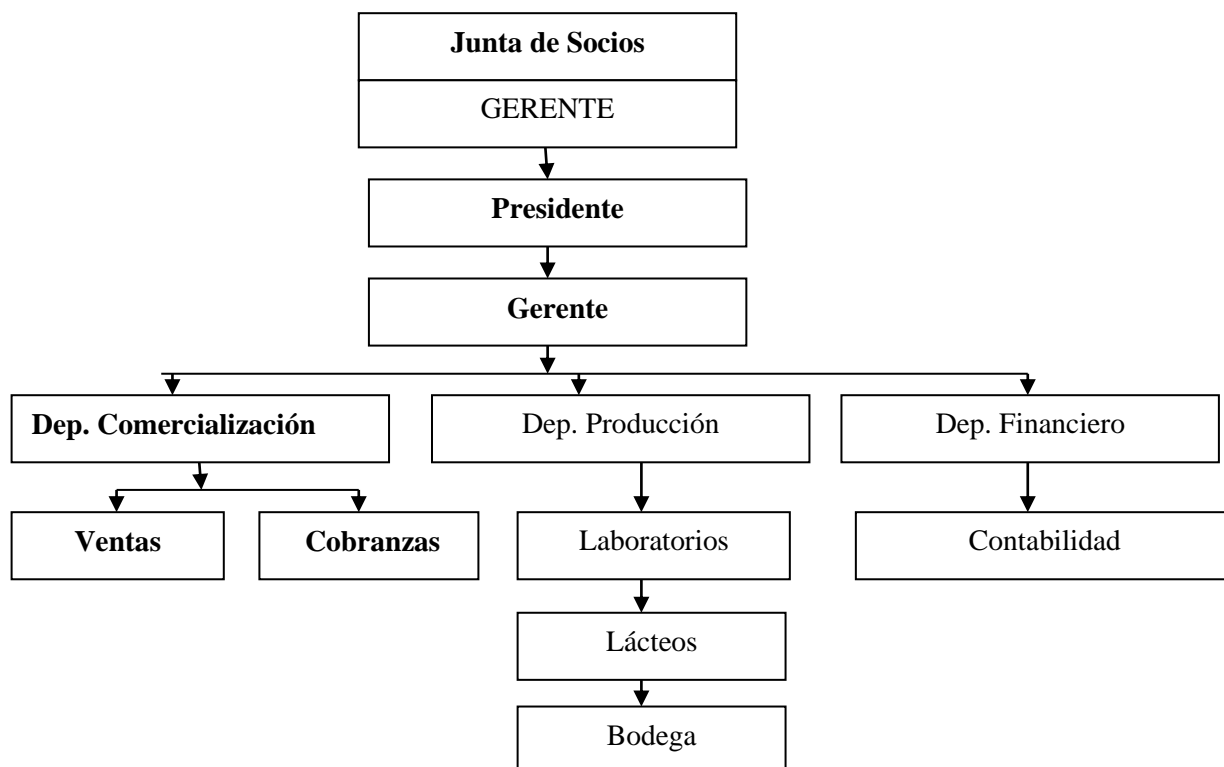 Junta de Socios
GERENTE
Presidente
Gerente
Dep. Comercialización
Dep. Producción
Dep. Financiero
Ventas
Cobranzas
Laboratorios
Contabilidad
Lácteos
Bodega